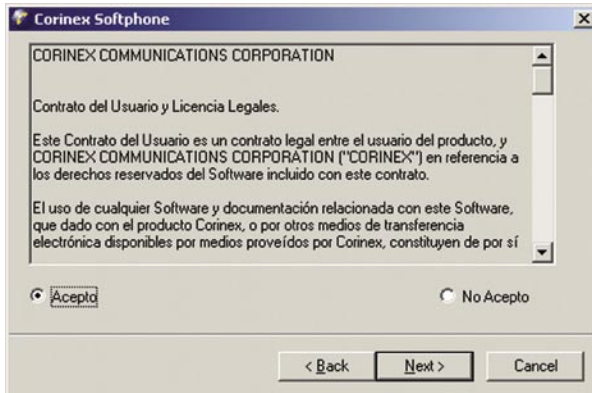 Corinex Softphone
CORINEX COMMUNICATIONS CORPORATION
Contrato del Usuario y Licencia Legales.
Este Contrato del Usuario es un contrato legal entre el usuario del producto, y
CORINEX COMMUNICATIONS CORPORATION ("CORINEX") en referencia a
los derechos reservados del Software incluido con este contrato.
El uso de cualquier Software y documentación relacionada con este Software,
que dado con el producto Corinex, o por otros medios de transferencia
electrónica disponibles por medios proveídos por Corinex, constituyen de por sí
Acepto
No Acepto
< Back
Next >
Cancel